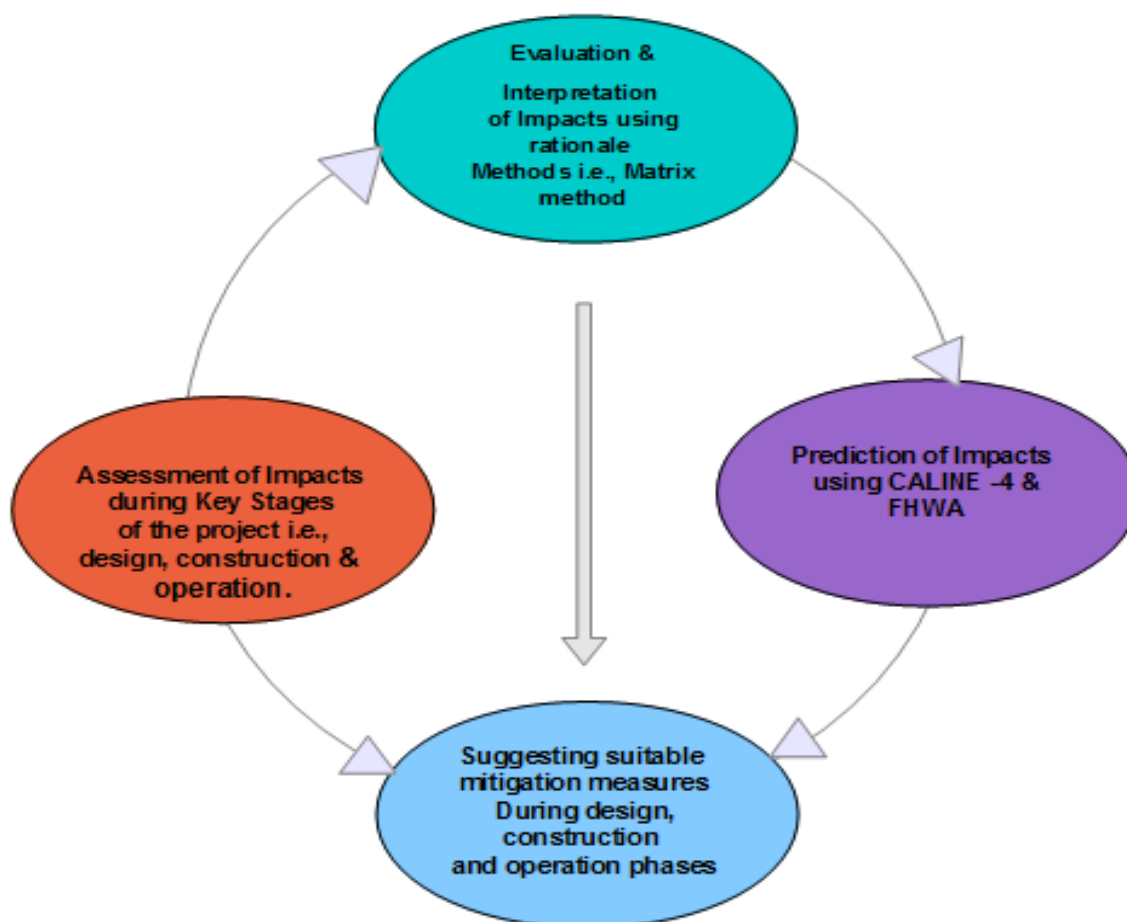 Evaluation &
Interpretation
of Impacts using
rationale
Methods i.e., Matrix
method
Assessment of Impacts
during Key Stages
of the project i.e.,
design, construction &
operation.
Prediction of Impacts
using CALINE -4 &
FHWA
Suggesting suitable
mitigation measures
During design,
construction
and operation phases